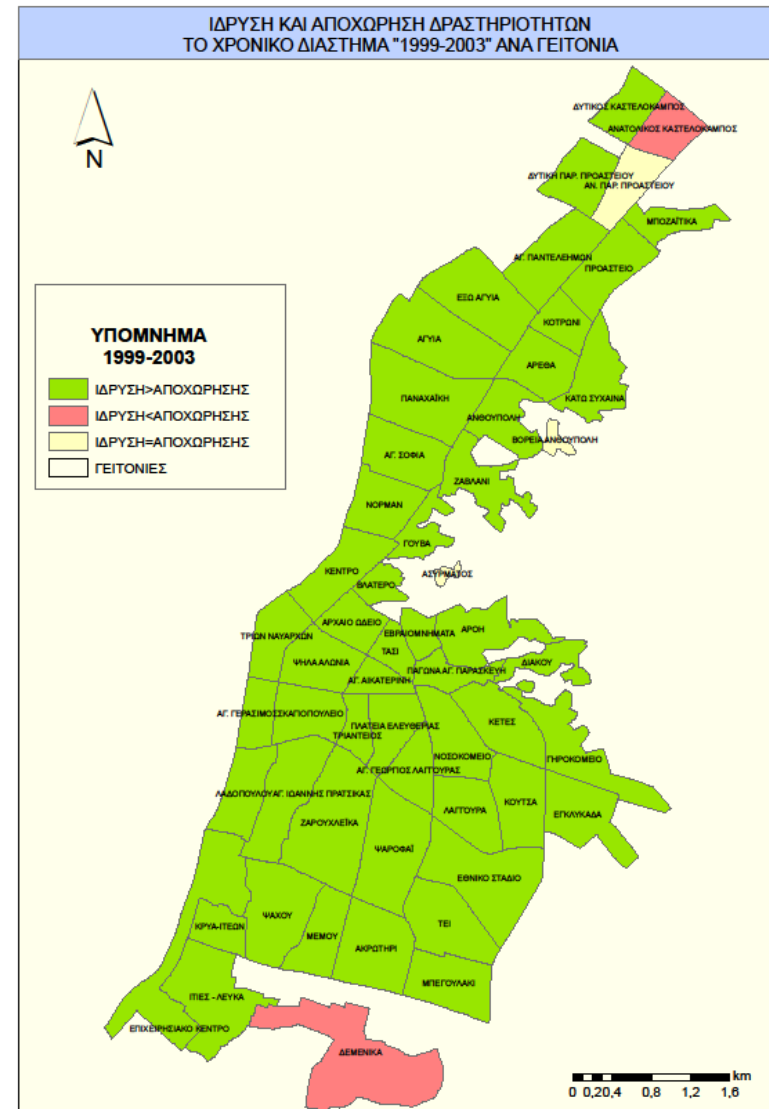 ΙΔΡΥΣΗ ΚΑΙ ΑΠΟΧΩΡΗΣΗ ΔΡΑΣΤΗΡΙΟΤΗΤΩΝ
ΤΟ ΧΡΟΝΙΚΟ ΔΙΑΣΤΗΜΑ "1999-2003" ΑΝΑ ΓΕΙΤΟΝΙΑ
N
ΔΥΤΙΚΟΣ ΚΑΣΤΕΛΟΚΑΜΠΟΣ
ΑΝΑΤΟΛΙΚΟΣ ΚΑΣΤΕΛΟΚΑΜΠΟΣ
ΔΥΤΙΚΗ ΠΑΡ. ΠΡΟΑΣΤΕΙΟΥ
ΑΝ. ΠΑΡ. ΠΡΟΑΣΤΕΙΟΥ
ΜΠΟΖΑΪΤΙΚΑ
ΑΓ. ΠΑΝΤΕΛΕΗΜΩΝ
ΠΡΟΑΣΤΕΙΟ
ΕΞΩ ΑΓΥΙΑ
ΚΟΤΡΩΝΙ
ΑΓΥΙΑ
ΑΡΕΘΑ
ΚΑΤΩ ΣΥΧΑΙΝΑ
ΠΑΝΑΧΑΪΚΗ
ΑΝΘΟΥΠΟΛΗ
ΒΟΡΕΙΑ ΑΝΘΟΥΠΟΛΗ
ΑΓ. ΣΟΦΙΑ
ΖΑΒΛΑΝΙ
ΝΟΡΜΑΝ
ΓΟΥΒΑ
ΚΕΝΤΡΟ
ΑΣΥΡΜΑΤΟΣ
ΒΛΑΤΕΡΟ
ΥΠΟΜΝΗΜΑ
1999-2003
ΙΔΡΥΣΗ>ΑΠΟΧΩΡΗΣΗΣ
ΙΔΡΥΣΗ<ΑΠΟΧΩΡΗΣΗΣ
ΙΔΡΥΣΗ=ΑΠΟΧΩΡΗΣΗΣ
ΓΕΙΤΟΝΙΕΣ
ΤΡΙΩΝ ΝΑΥΑΡΧΩΝ
ΑΡΧΑΙΟ ΩΔΕΙΟ
ΕΒΡΑΙΟΜΝΗΜΑΤΑ
ΑΡΟΗ
ΤΑΣΙ
ΨΗΛΑ ΑΛΩΝΙΑ
ΠΑΓΩΝΑ
ΑΓ. ΠΑΡΑΣΚΕΥΗ
ΔΙΑΚΟΥ
ΑΓ. ΑΙΚΑΤΕΡΙΝΗ
ΑΓ. ΓΕΡΑΣΙΜΟΣ
ΣΚΑΓΙΟΠΟΥΛΕΙΟ
ΠΛΑΤΕΙΑ ΕΛΕΥΘΕΡΙΑΣ
ΤΡΙΑΝΤΕΙΟΣ
ΚΕΤΕΣ
ΝΟΣΟΚΟΜΕΙΟ
ΓΗΡΟΚΟΜΕΙΟ
ΑΓ. ΓΕΩΡΓΙΟΣ ΛΑΓΓΟΥΡΑΣ
ΛΑΔΟΠΟΥΛΟΥ
ΑΓ. ΙΩΑΝΝΗΣ ΠΡΑΤΣΙΚΑΣ
ΛΑΓΓΟΥΡΑ
ΚΟΥΤΣΑ
ΕΓΚΛΥΚΑΔΑ
ΖΑΡΟΥΧΛΕΪΚΑ
ΨΑΡΟΦΑΪ
ΕΘΝΙΚΟ ΣΤΑΔΙΟ
ΨΑΧΟΥ
ΤΕΙ
ΚΡΥΑ-ΙΤΕΩΝ
ΜΕΜΟΥ
ΑΚΡΩΤΗΡΙ
ΜΠΕΓΟΥΛΑΚΙ
ΙΤΙΕΣ - ΛΕΥΚΑ
ΕΠΙΧΕΙΡΗΣΙΑΚΟ ΚΕΝΤΡΟ
ΔΕΜΕΝΙΚΑ
km
0 0,20,4 0,8 1,2 1,6